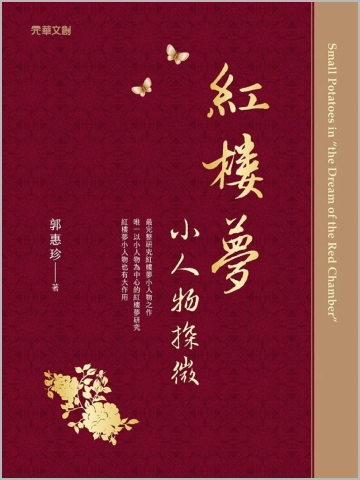 元華文創
Small Potatoes in "the Dream of the Red Chamber"
紅樓夢
小人物探微
最完整研究紅樓夢小人物之作
唯一以小人物為中心的紅樓夢研究
紅樓夢小人物也有大作用
郭惠珍──著